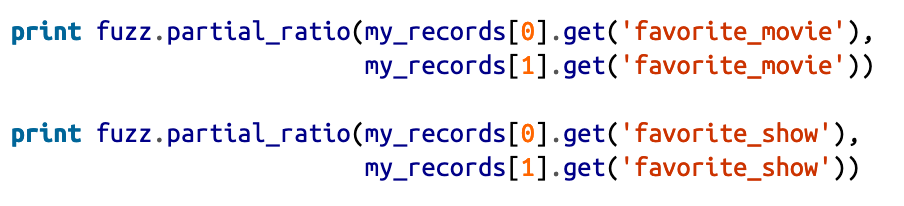 print fuzz.partial_ratio(my_records[0].get('favorite_movie'),
my_records[1].get('favorite_movie'))
print fuzz.partial_ratio(my_records[0].get('favorite_show'),
my_records[1].get('favorite_show'))